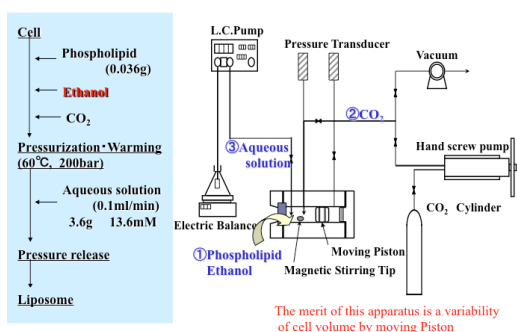 Cell
Phospholipid
(0.036g)
Ethanol
CO₂
Pressurization・Warming
(60℃, 200bar)
Aqueous solution
(0.1ml/min)
3.6g 13.6mM
Pressure release
Liposome
L.C.Pump
Pressure Transducer
Vacuum
②CO₂
③Aqueous
solution
Hand screw pump
Electric Balance
CO₂ Cylinder
①Phospholipid
Ethanol
Moving Piston
Magnetic Stirring Tip
The merit of this apparatus is a variability
of cell volume by moving Piston